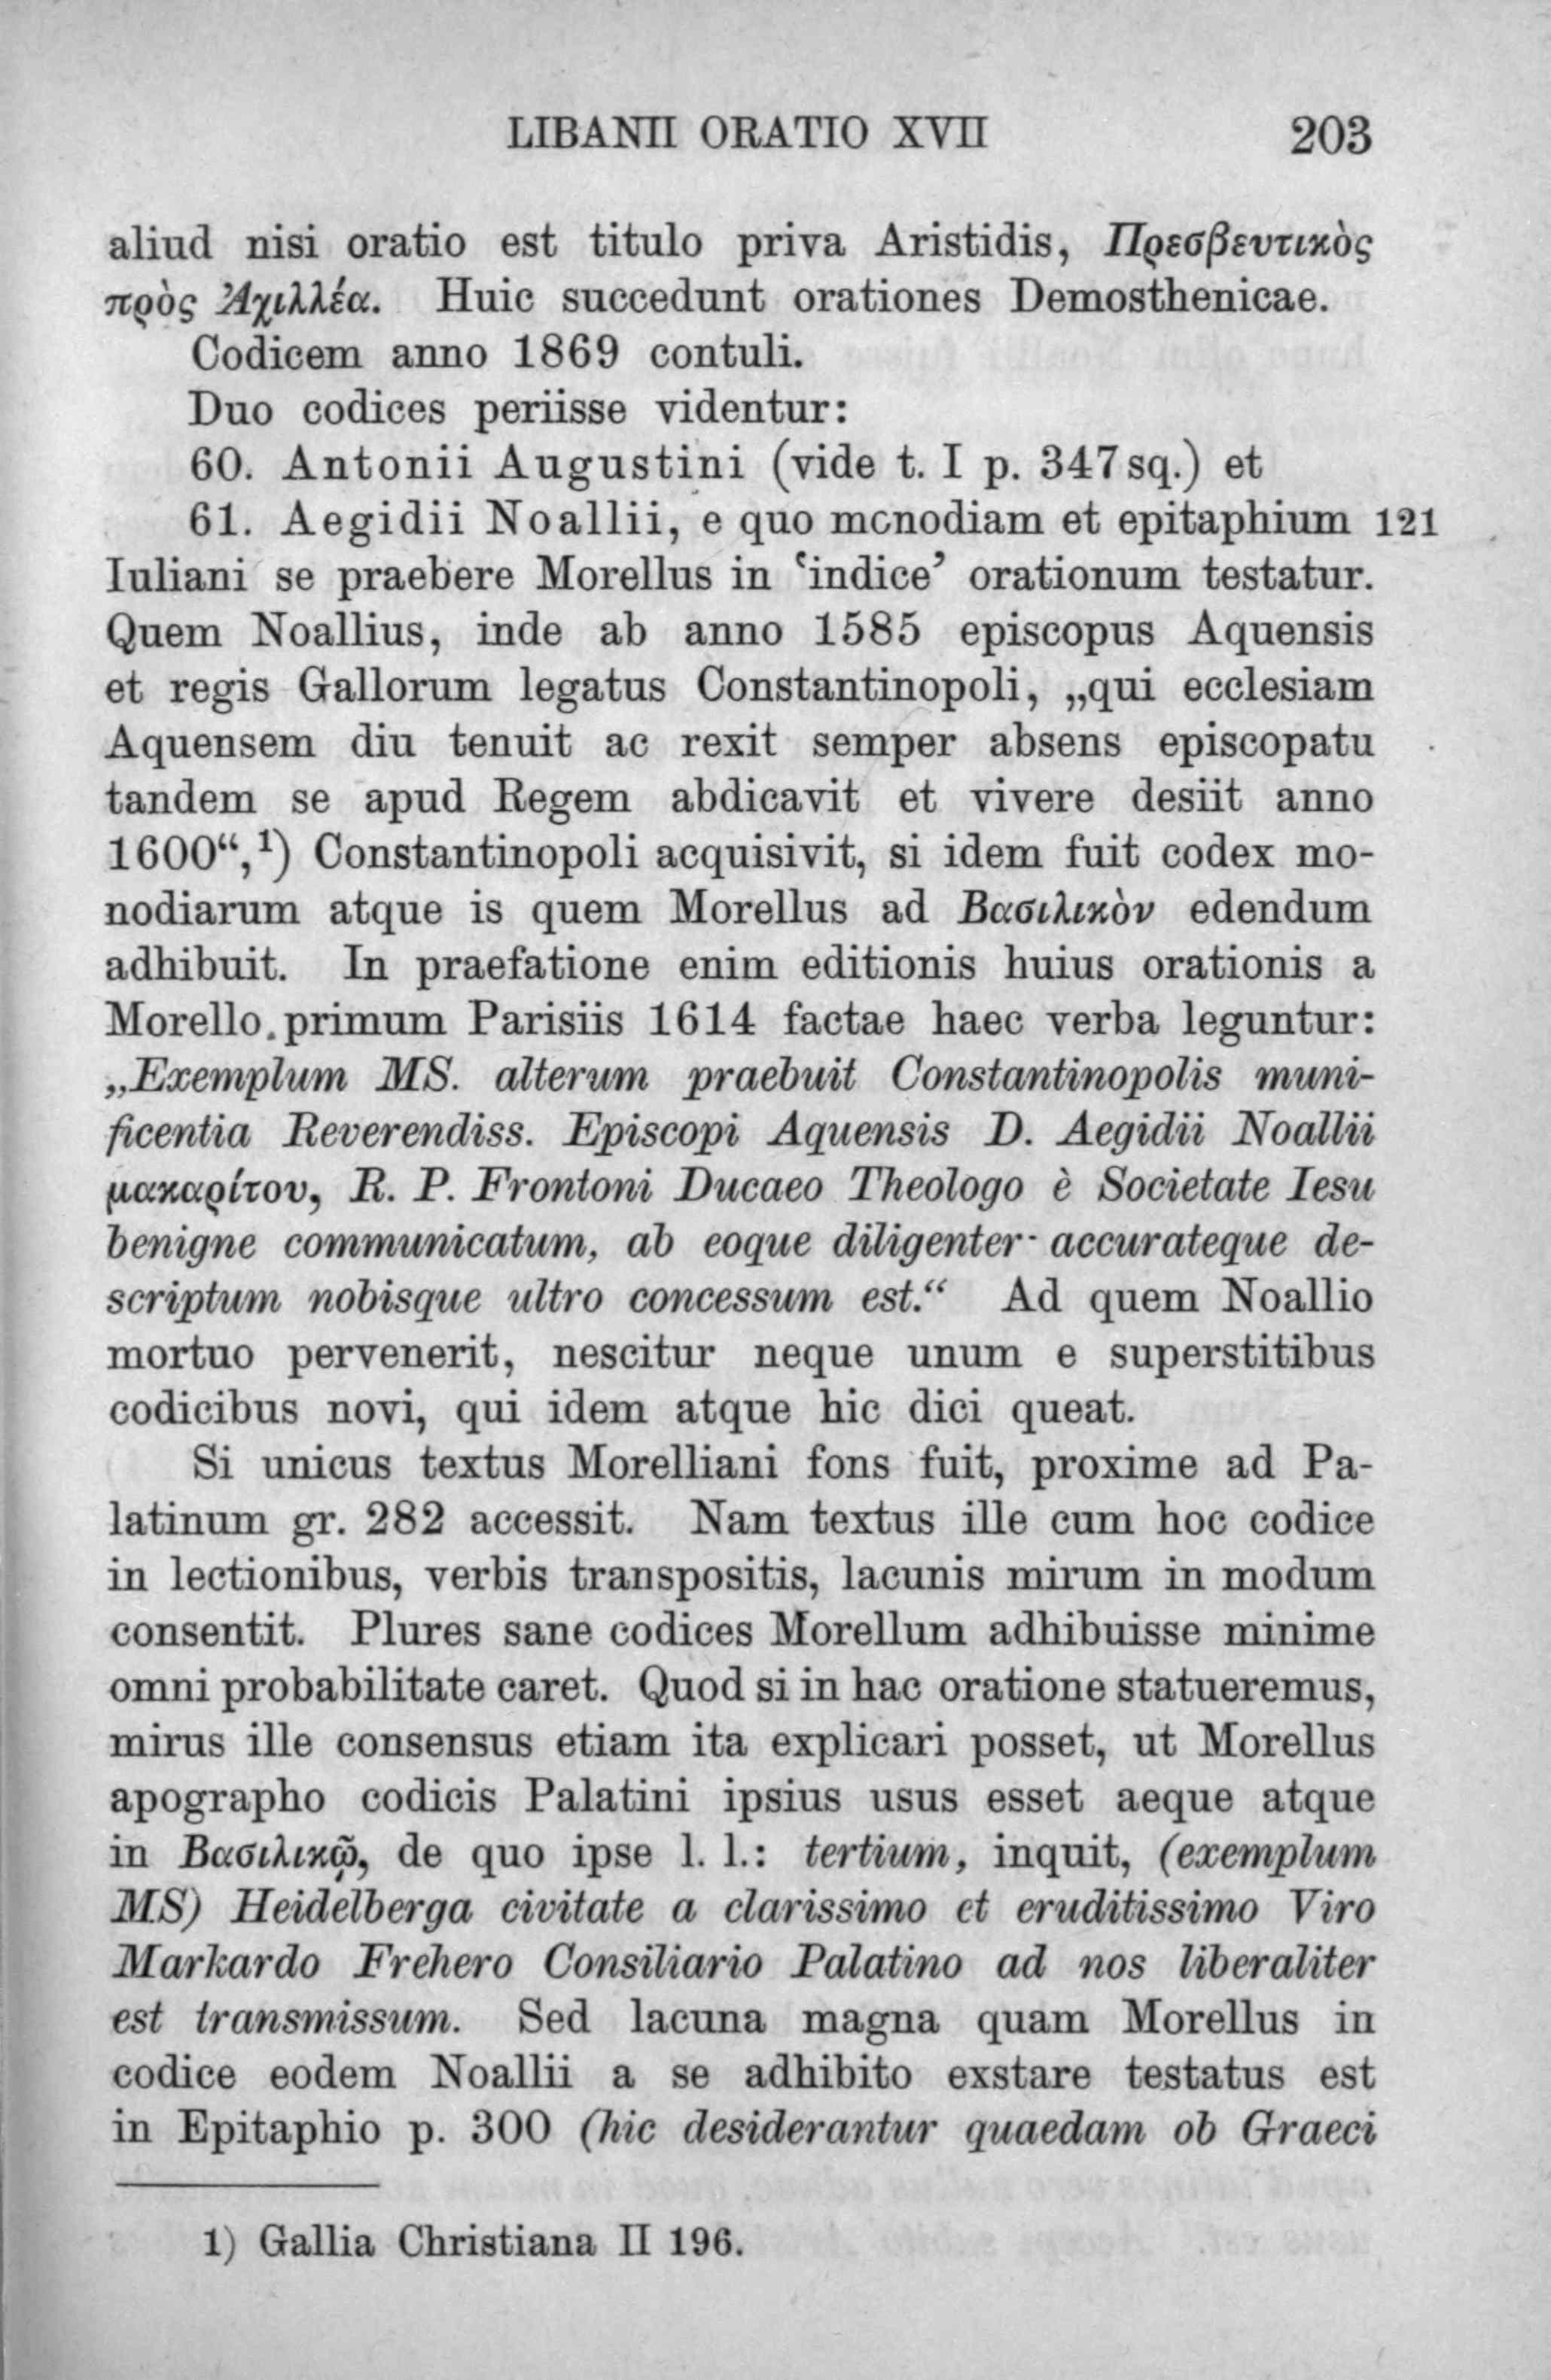 LIBANII ORATIO XVII 203
aliud nisi oratio est titulo priva Aristidis, Πρεσβευτικὸς
πρὸς Ἀχιλλέα. Huic succedunt orationes Demosthenicae.
Codicem anno 1869 contuli.
Duo codices periisse videntur:
60. Antonii Augustini (vide t. I p. 347 sq.) et
61. Aegidii Noallii, e quo monodiam et epitaphium 121
Iuliani se praebere Morellus in ‘indice’ orationum testatur.
Quem Noallius, inde ab anno 1585 episcopus Aquensis
et regis Gallorum legatus Constantinopoli, „qui ecclesiam
Aquensem diu tenuit ac rexit semper absens episcopatu
tandem se apud Regem abdicavit et vivere desiit anno
1600“,¹) Constantinopoli acquisivit, si idem fuit codex mo-
nodiarum atque is quem Morellus ad Βασιλικὸν edendum
adhibuit. In praefatione enim editionis huius orationis a
Morello primum Parisiis 1614 factae haec verba leguntur:
„Exemplum MS. alterum praebuit Constantinopolis muni-
ficentia Reverendiss. Episcopi Aquensis D. Aegidii Noallii
μακαρίτου, R. P. Frontoni Ducaeo Theologo è Societate Iesu
benigne communicatum, ab eoque diligenter accurateque de-
scriptum nobisque ultro concessum est.“ Ad quem Noallio
mortuo pervenerit, nescitur neque unum e superstitibus
codicibus novi, qui idem atque hic dici queat.
Si unicus textus Morelliani fons fuit, proxime ad Pa-
latinum gr. 282 accessit. Nam textus ille cum hoc codice
in lectionibus, verbis transpositis, lacunis mirum in modum
consentit. Plures sane codices Morellum adhibuisse minime
omni probabilitate caret. Quod si in hac oratione statueremus,
mirus ille consensus etiam ita explicari posset, ut Morellus
apographo codicis Palatini ipsius usus esset aeque atque
in Βασιλικῷ, de quo ipse l. l.: tertium, inquit, (exemplum
MS) Heidelberga civitate a clarissimo et eruditissimo Viro
Markardo Frehero Consiliario Palatino ad nos liberaliter
est transmissum. Sed lacuna magna quam Morellus in
codice eodem Noallii a se adhibito exstare testatus est
in Epitaphio p. 300 (hic desiderantur quaedam ob Graeci
1) Gallia Christiana II 196.